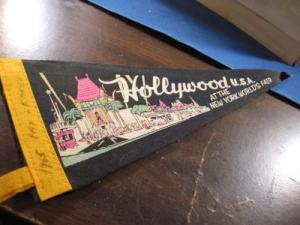 Hollywood U.S.A.
AT THE
NEW YORK WORLD'S FAIR